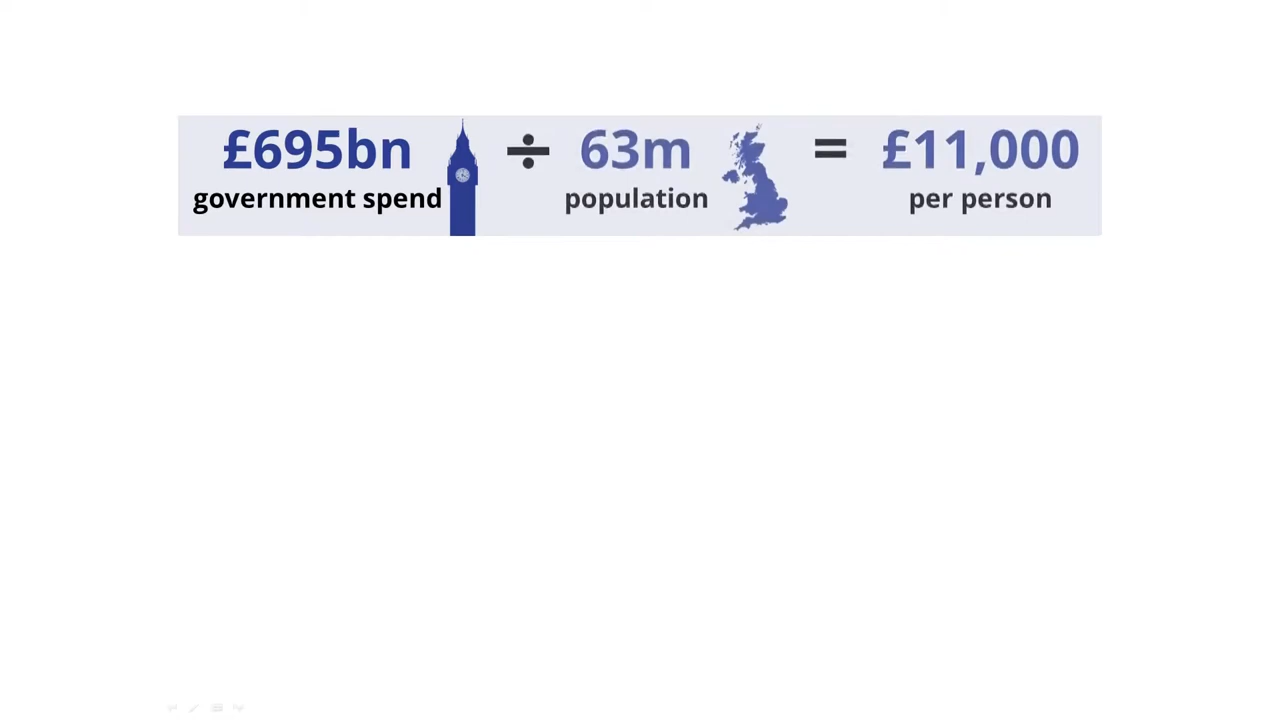 £695bn ÷ 63m = £11,000
government spend population per person